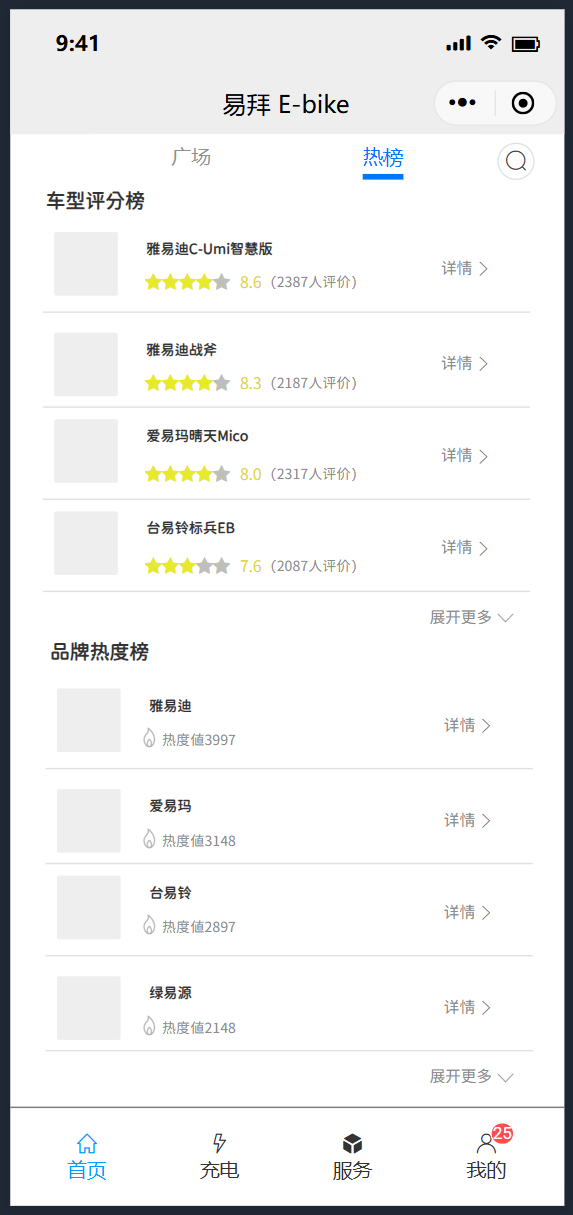 9:41
易拜 E-bike
广场 热榜
车型评分榜
雅易迪C-Umi智慧版
8.6 (2387人评价)
详情
雅易迪战斧
8.3 (2187人评价)
详情
爱易玛晴天Mico
8.0 (2317人评价)
详情
台易铃标兵EB
7.6 (2087人评价)
详情
展开更多
品牌热度榜
雅易迪
热度値3997
详情
爱易玛
热度値3148
详情
台易铃
热度値2897
详情
绿易源
热度値2148
详情
展开更多
25
首页 充电 服务 我的